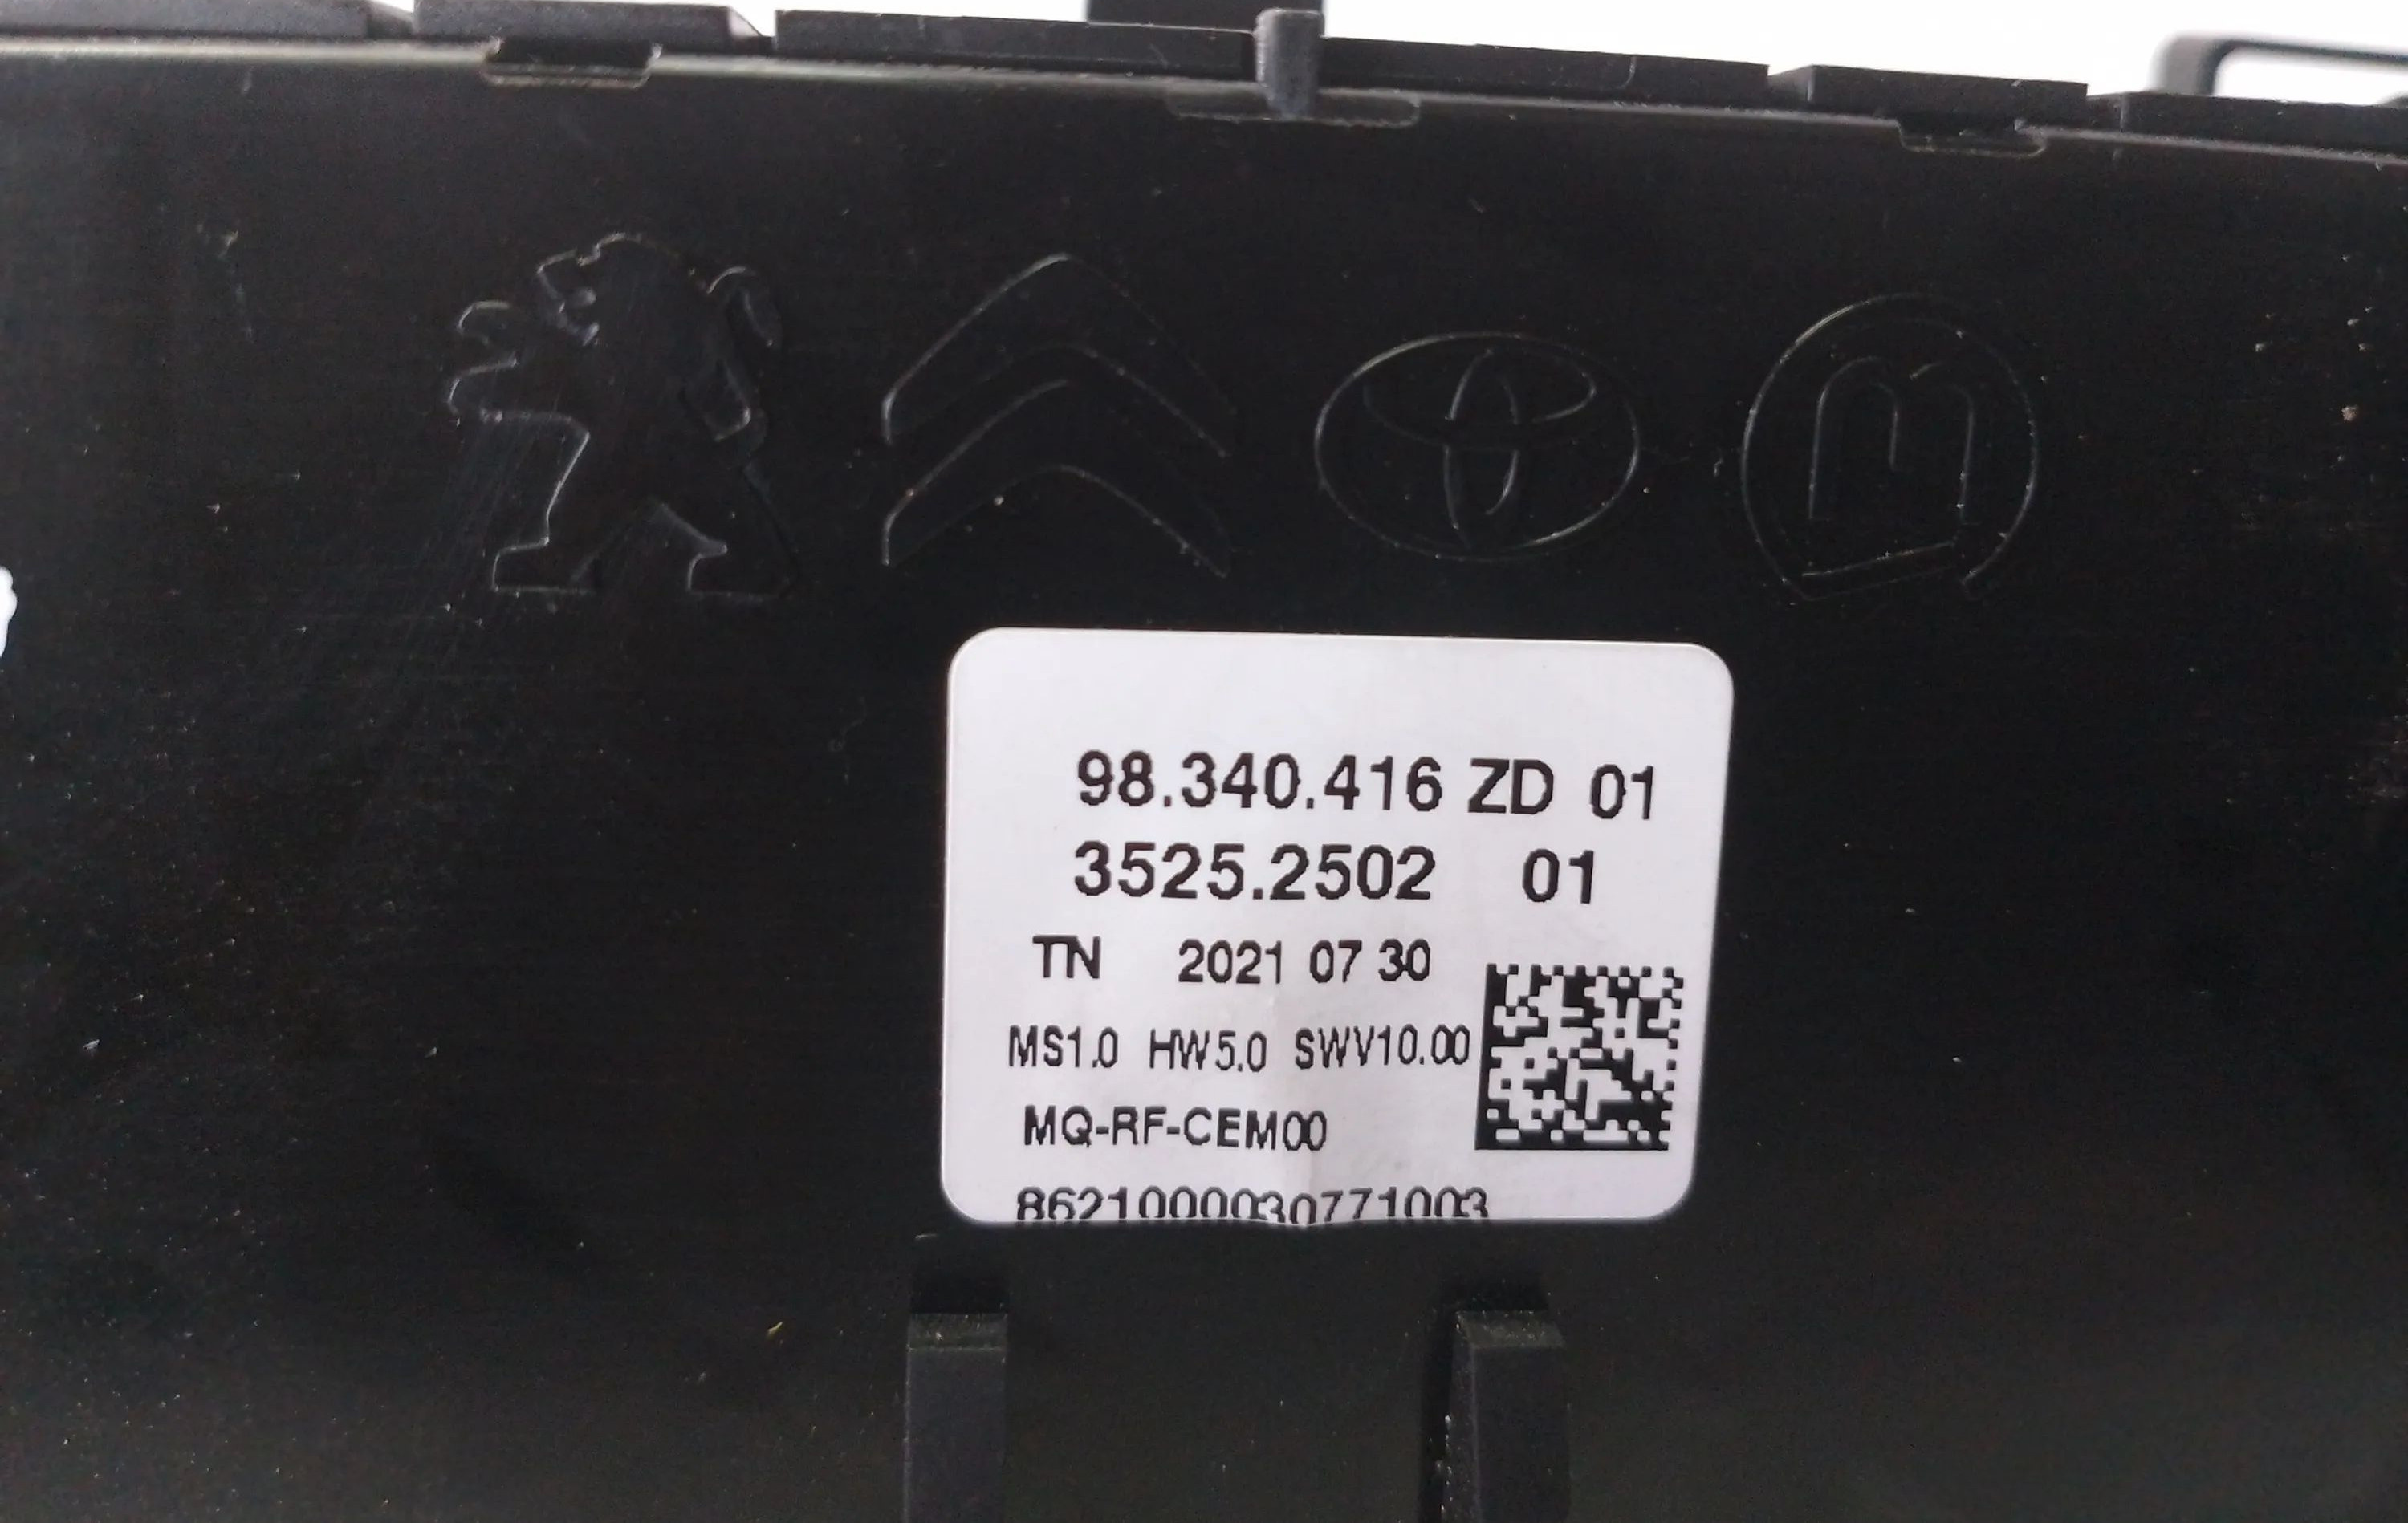 98.340.416 ZD 01
3525.2502 01
TN 2021 07 30
MS1.0 HW5.0 SWV10.00
MQ-RF-CEM00
8621000030771003